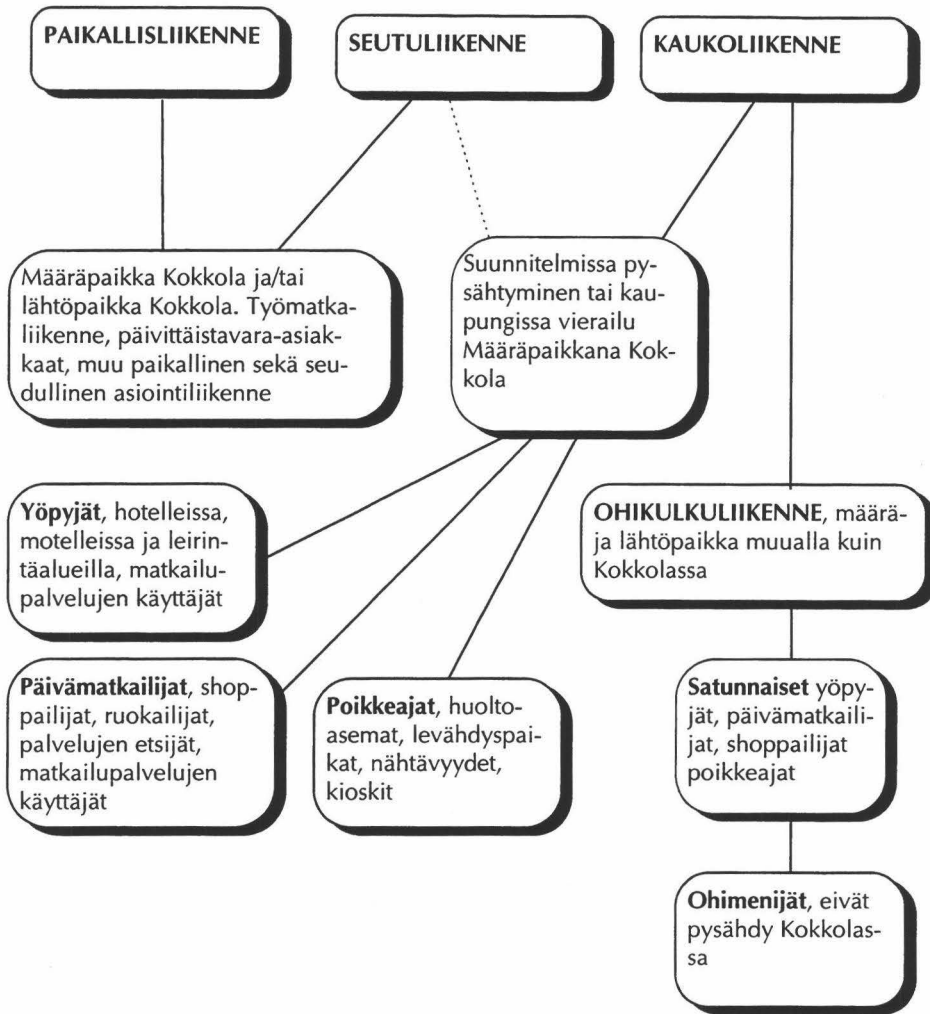 PAIKALLISLIIKENNE
SEUTULIIKENNE
KAUKOLIIKENNE
Määräpaikka Kokkola ja/tai
lähtöpaikka Kokkola. Työmatka-
liikenne, päivittäistavara-asiak-
kaat, muu paikallinen sekä seu-
dullinen asiointiliikenne
Suunnitelmissa py-
sähtyminen tai kau-
pungissa vierailu
Määräpaikkana Kok-
kola
Yöpyjät, hotelleissa,
motelleissa ja leirin-
täalueilla, matkailu-
palvelujen käyttäjät
OHIKULKULIIKENNE, määrä-
ja lähtöpaikka muualla kuin
Kokkolassa
Päivämatkailijat, shop-
pailijat, ruokailijat,
palvelujen etsijät,
matkailupalvelujen
käyttäjät
Poikkeajat, huolto-
asemat, levähdyspai-
kat, nähtävyydet,
kioskit
Satunnaiset yöpy-
jät, päivämatkaili-
jat, shoppailijat
poikkeajat
Ohimenijät, eivät
pysähdy Kokkolas-
sa